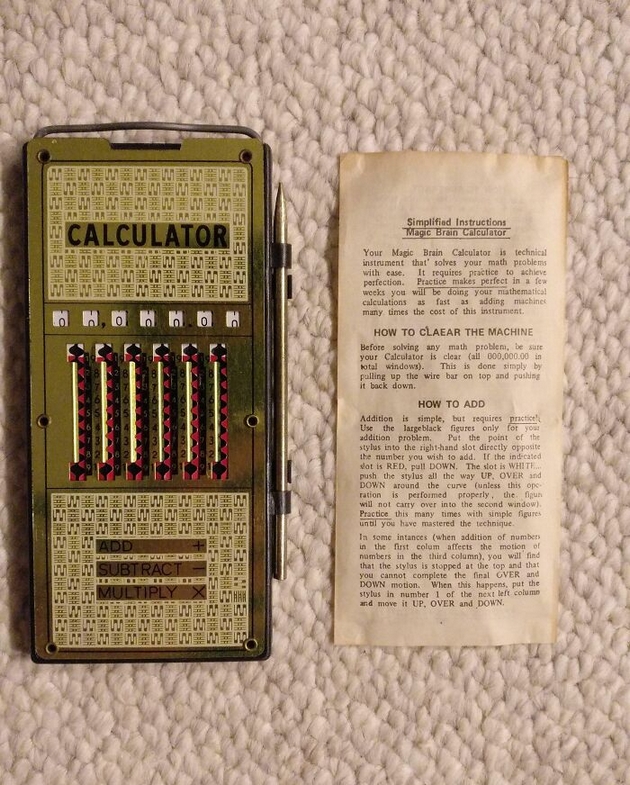 CALCULATOR
0 0,0 0 0.0 0
ADD +
SUBTRACT −
MULTIPLY X
Simplified Instructions
Magic Brain Calculator
Your Magic Brain Calculator is technical
instrument that solves your math problems
with ease. It requires practice to achieve
perfection. Practice makes perfect in a few
weeks you will be doing your mathematical
calculations as fast as adding machines
many times the cost of this instrument.
HOW TO CLAEAR THE MACHINE
Before solving any math problem, be sure
your Calculator is clear (all 000,000.00 in
total windows). This is done simply by
pulling up the wire bar on top and pushing
it back down.
HOW TO ADD
Addition is simple, but requires practice!
Use the largeblack figures only for your
addition problem. Put the point of the
stylus into the right-hand slot directly opposite
the number you wish to add. If the indicated
slot is RED, pull DOWN. The slot is WHITE...
push the stylus all the way UP, OVER and
DOWN around the curve (unless this ope-
ration is performed properly, the figun
will not carry over into the second window).
Practice this many times with simple figures
until you have mastered the technique.
In some intances (when addition of numbers
in the first colum affects the motion of
numbers in the third column), you will find
that the stylus is stopped at the top and that
you cannot complete the final OVER and
DOWN motion. When this happens, put the
stylus in number 1 of the next left column
and move it UP, OVER and DOWN.